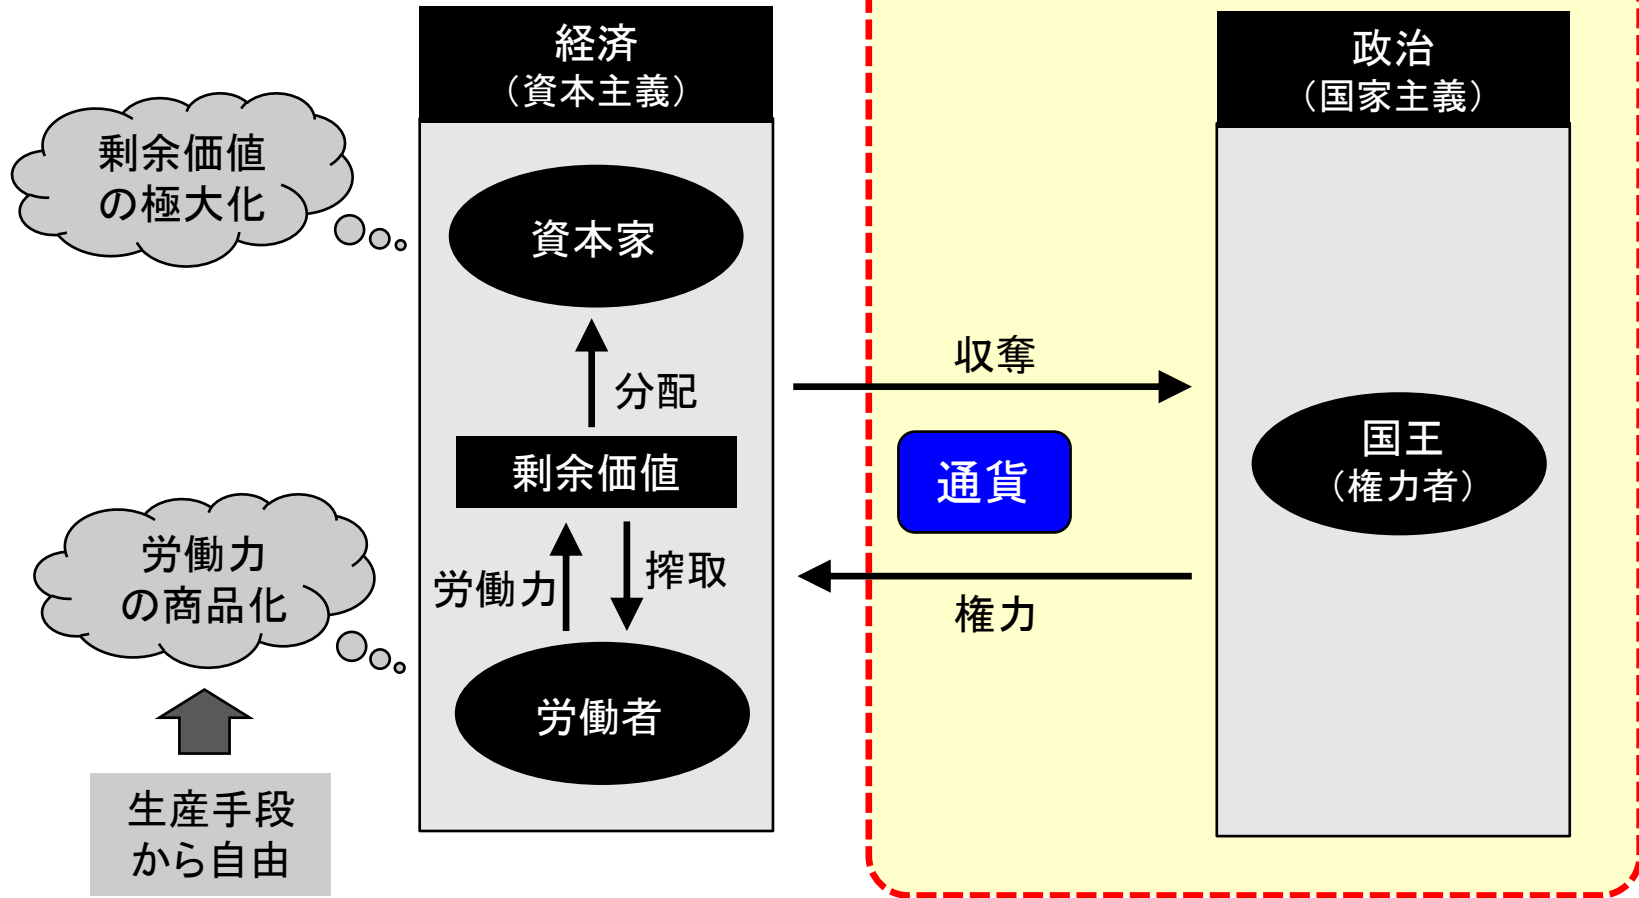 経済
（資本主義）
剰余価値
の極大化
資本家
分配
剰余価値
労働力
の商品化
労働力
搾取
労働者
生産手段
から自由
収奪
通貨
権力
政治
（国家主義）
国王
（権力者）